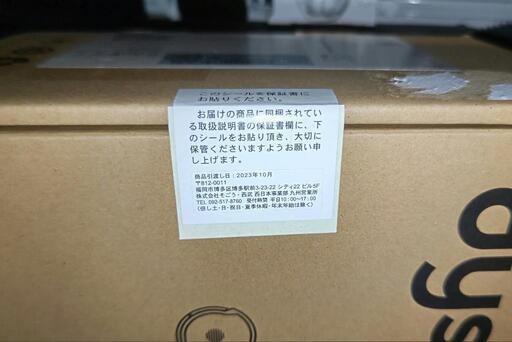 このシールを保証書に
お貼りください。
お届けの商品に同梱されている
る取扱説明書の保証書欄に、下
のシールをお貼り頂き、大切に
保管くださいますようお願い申
し上げます。
商品引渡し日：2023年10月
〒812-0011
福岡市博多区博多駅前3-23-22 シティ22 ビル5F
株式会社そごう・西武 西日本事業部 九州営業所
TEL 092-517-8760 受付時間 平日10:00〜17:00
（但し土・日・祝日・夏季休暇・年末年始は除く）
dys